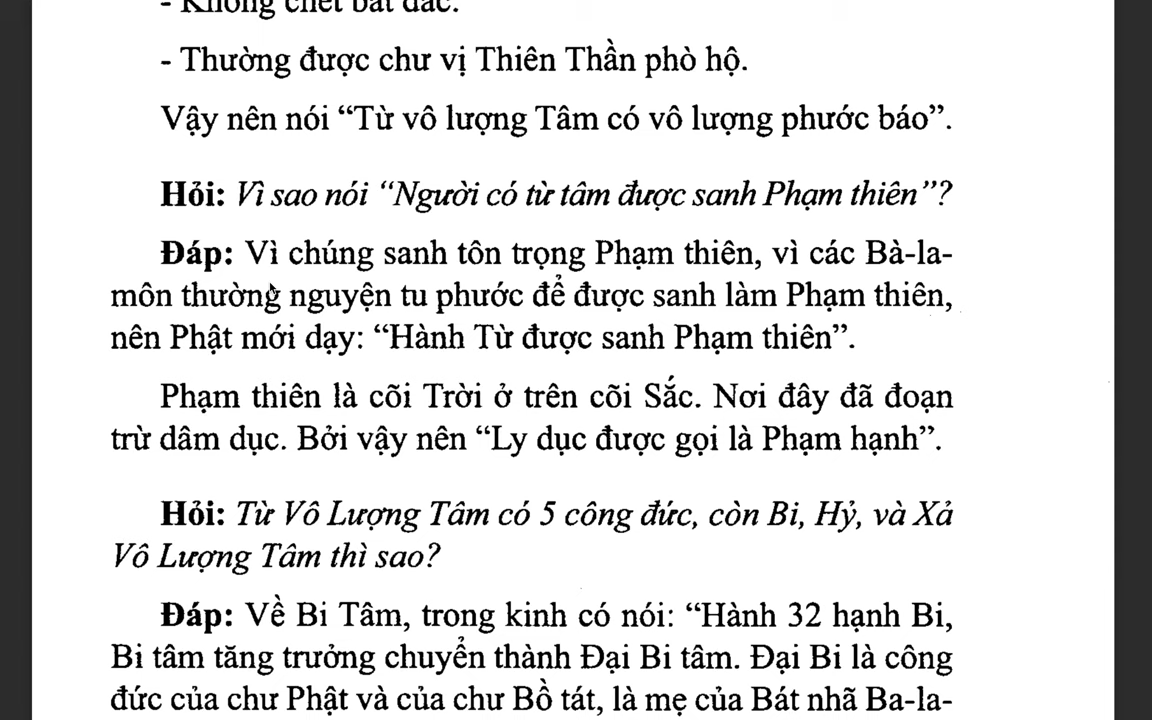 - Không chết bất đắc.
- Thường được chư vị Thiên Thần phò hộ.
Vậy nên nói “Từ vô lượng Tâm có vô lượng phước báo”.
Hỏi: Vì sao nói “Người có từ tâm được sanh Phạm thiên”?
Đáp: Vì chúng sanh tôn trọng Phạm thiên, vì các Bà-la-
môn thường nguyện tu phước để được sanh làm Phạm thiên,
nên Phật mới dạy: “Hành Từ được sanh Phạm thiên”.
Phạm thiên là cõi Trời ở trên cõi Sắc. Nơi đây đã đoạn
trừ dâm dục. Bởi vậy nên “Ly dục được gọi là Phạm hạnh”.
Hỏi: Từ Vô Lượng Tâm có 5 công đức, còn Bi, Hỷ, và Xả
Vô Lượng Tâm thì sao?
Đáp: Về Bi Tâm, trong kinh có nói: “Hành 32 hạnh Bi,
Bi tâm tăng trưởng chuyển thành Đại Bi tâm. Đại Bi là công
đức của chư Phật và của chư Bồ tát, là mẹ của Bát nhã Ba-la-